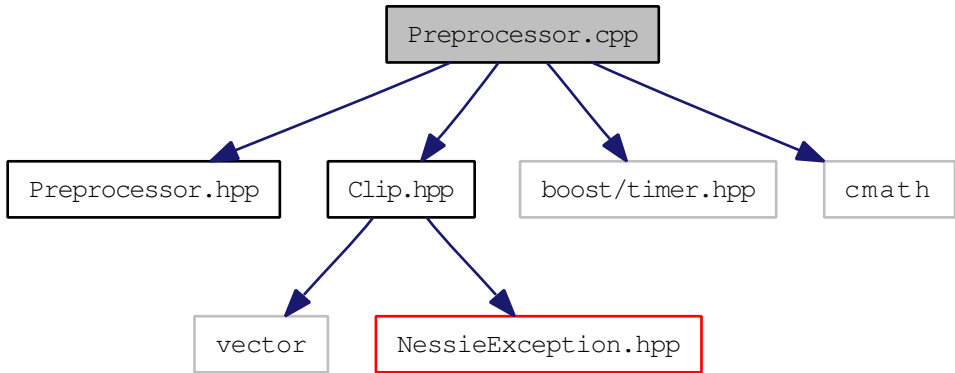 Preprocessor.cpp
Preprocessor.hpp
Clip.hpp
boost/timer.hpp
cmath
vector
NessieException.hpp